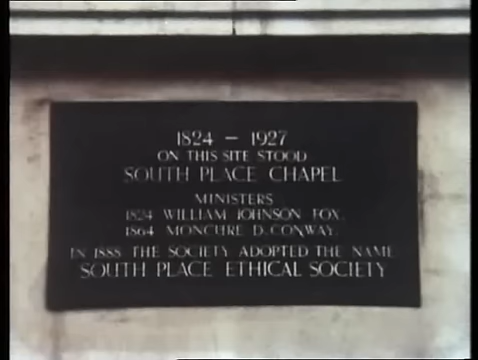 1824 – 1927
ON THIS SITE STOOD
SOUTH PLACE CHAPEL
MINISTERS
1824 WILLIAM JOHNSON FOX.
1864 MONCURE D. CONWAY.
IN 1888 THE SOCIETY ADOPTED THE NAME
SOUTH PLACE ETHICAL SOCIETY